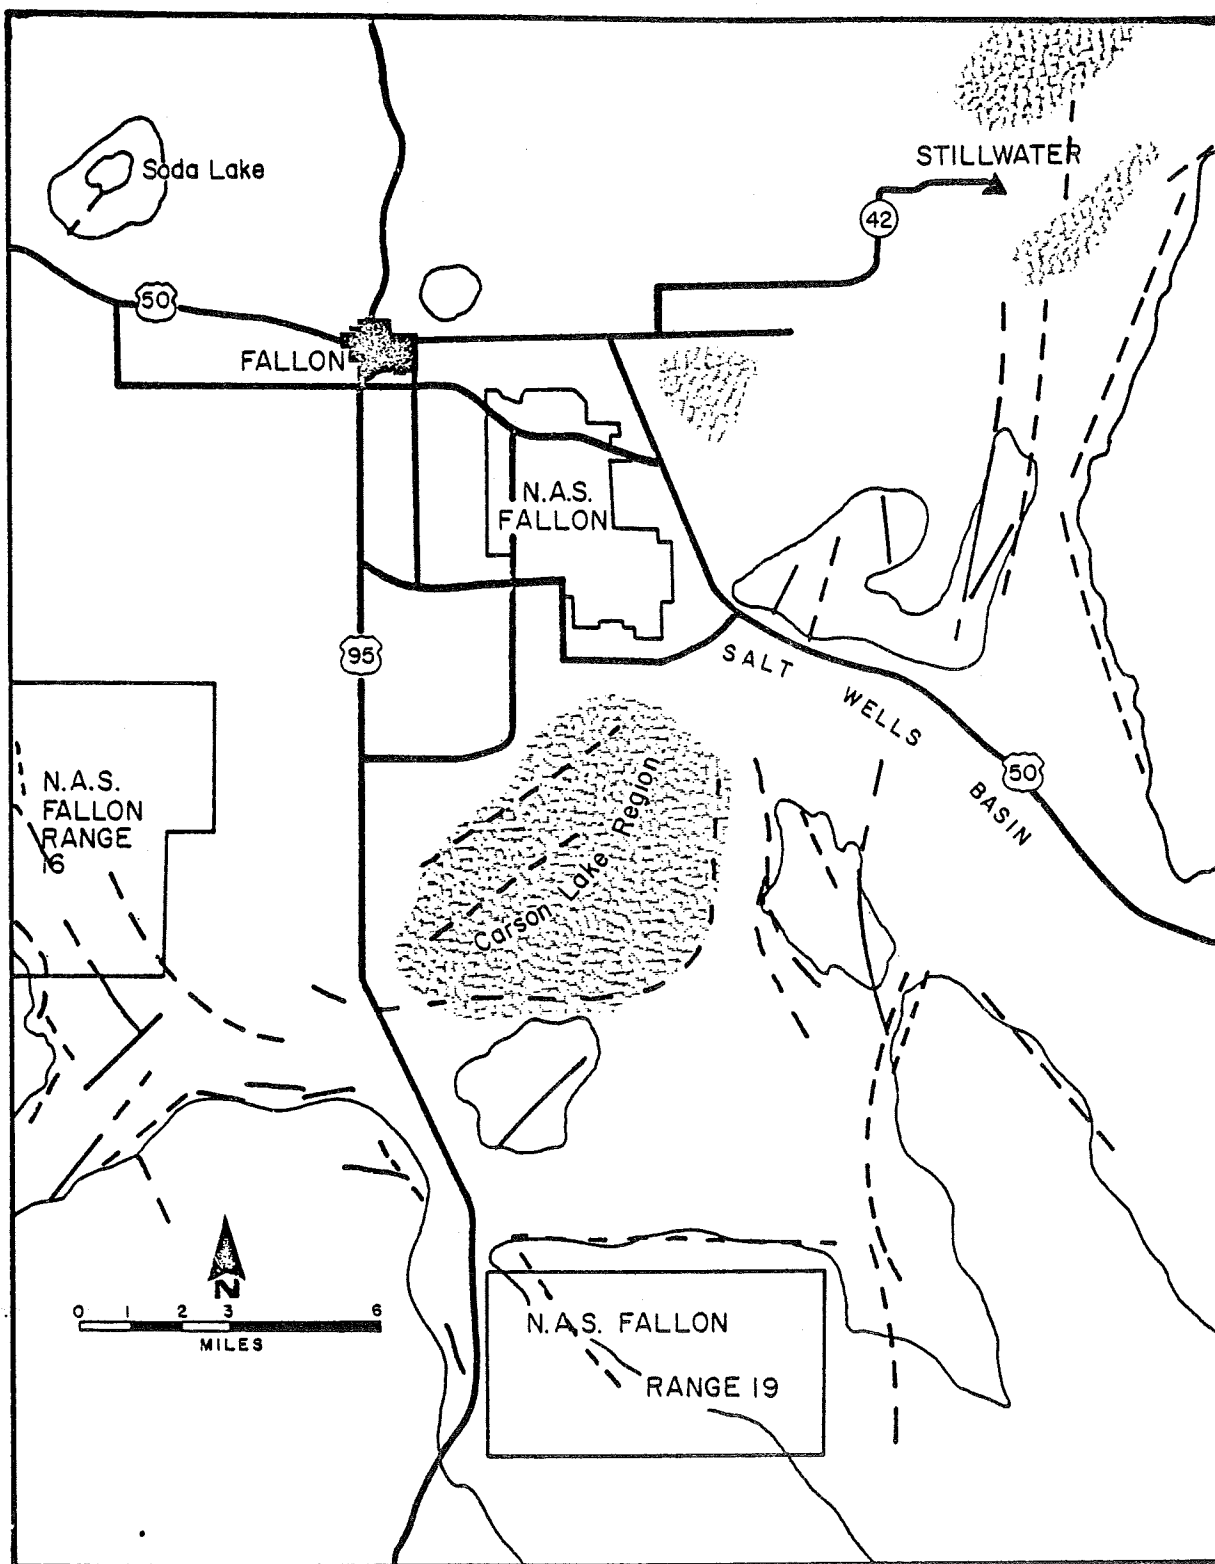 Soda Lake
STILLWATER
42
50
FALLON
N.A.S.
FALLON
95
SALT WELLS BASIN
50
N.A.S.
FALLON
RANGE
16
Carson Lake Region
N
0 1 2 3 6
MILES
N.A.S. FALLON
RANGE 19